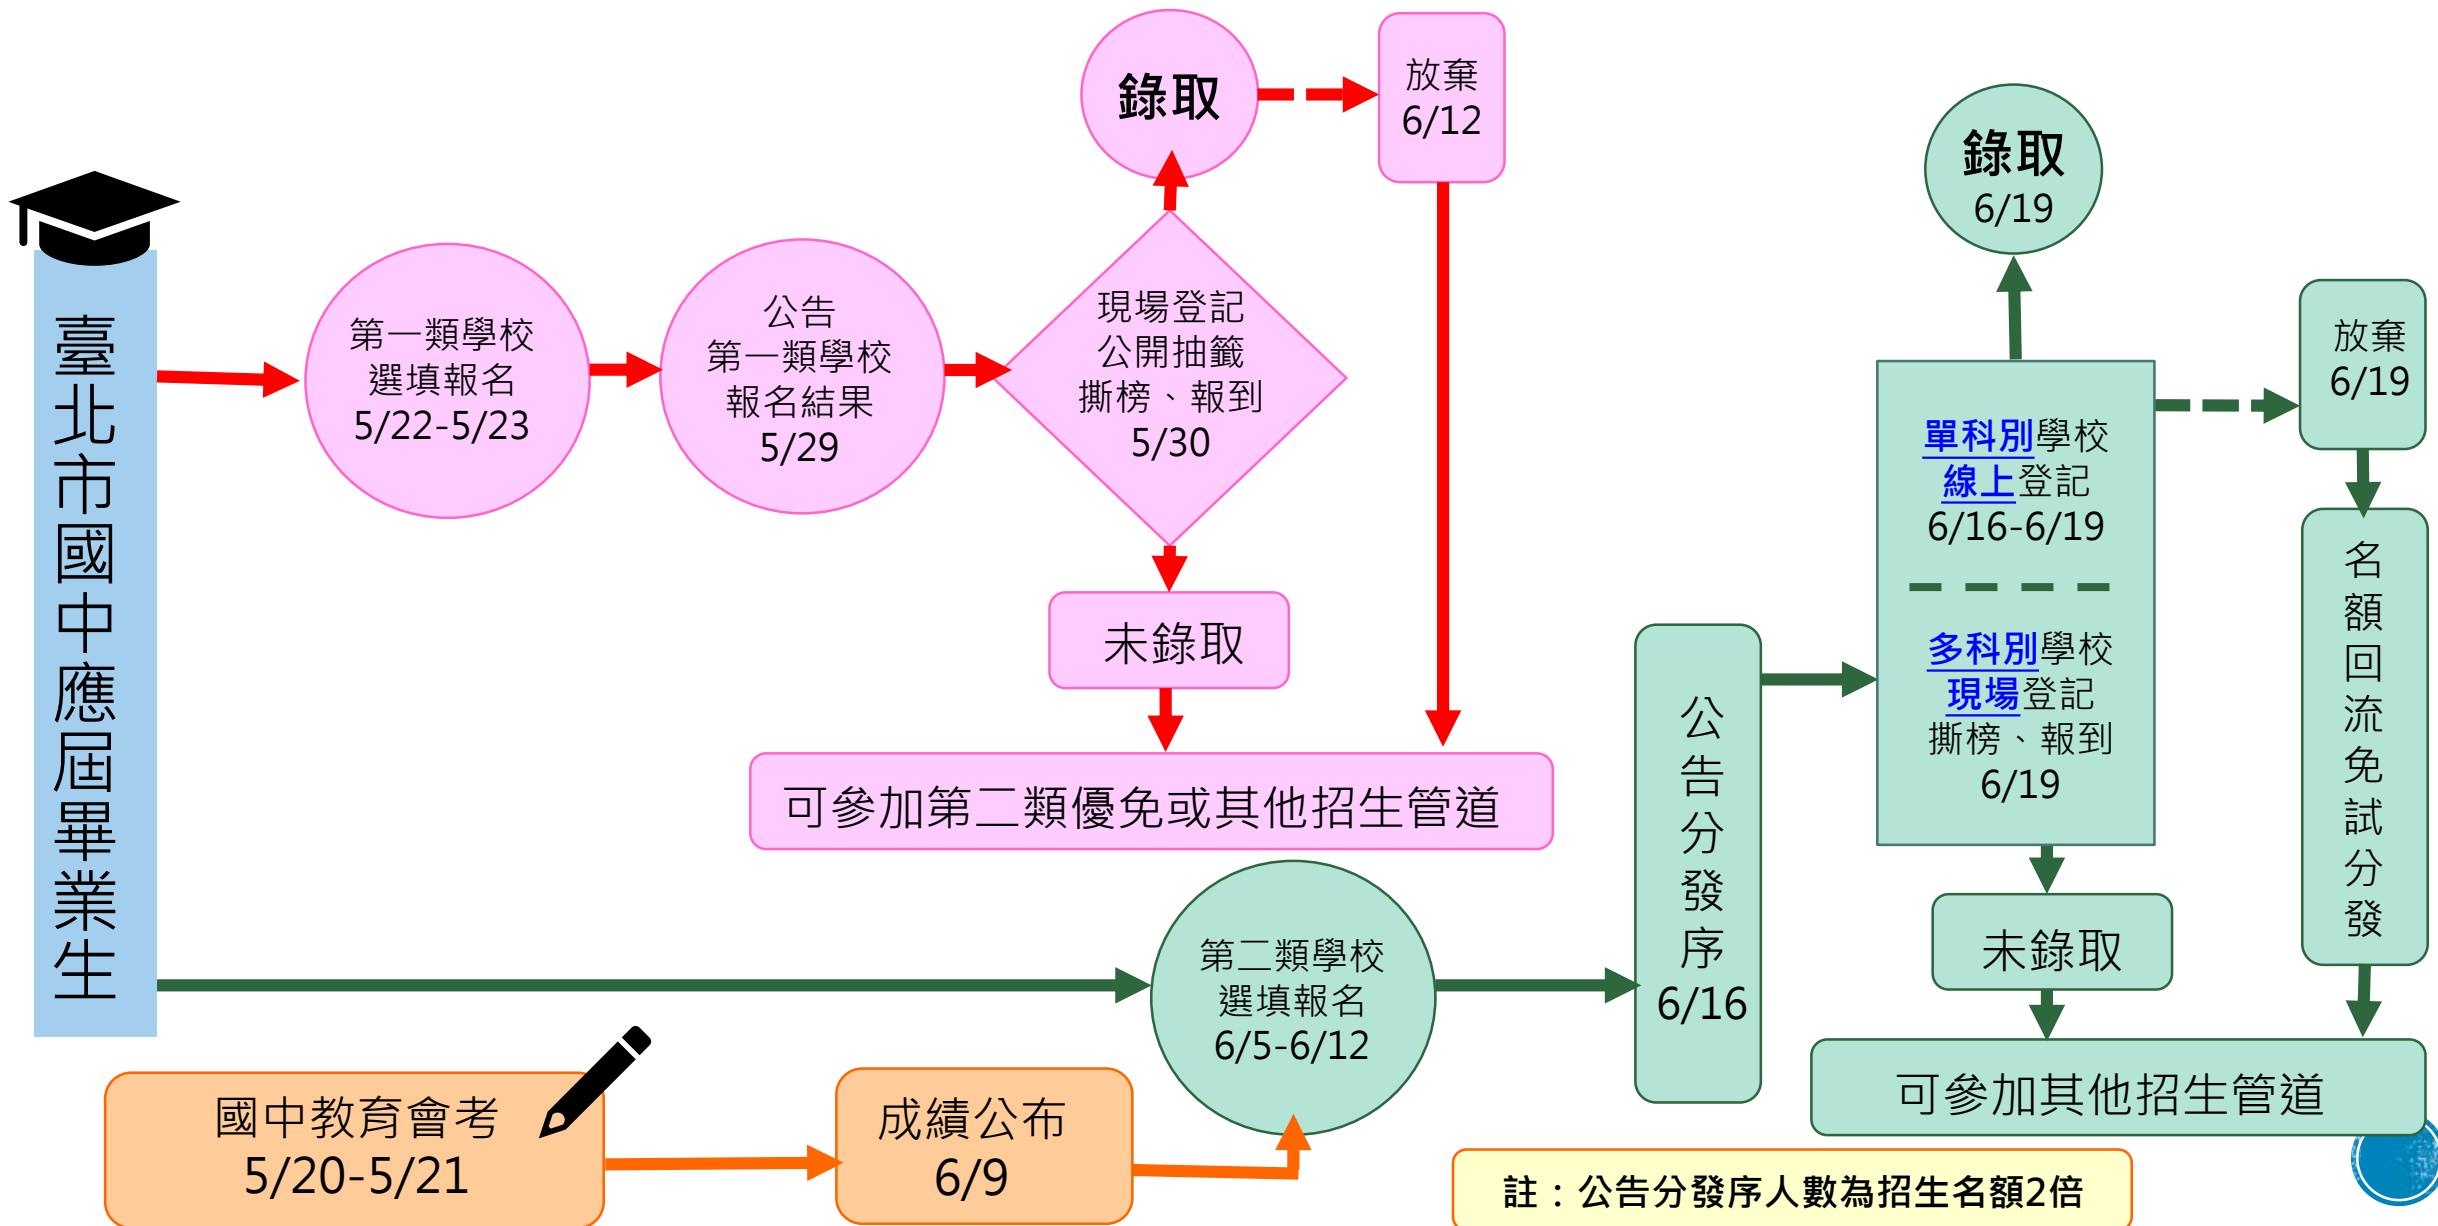 臺北市國中應屆畢業生
第一類學校
選填報名
5/22-5/23
公告
第一類學校
報名結果
5/29
現場登記
公開抽籤
撕榜、報到
5/30
錄取
放棄
6/12
未錄取
可參加第二類優免或其他招生管道
國中教育會考
5/20-5/21
成績公布
6/9
第二類學校
選填報名
6/5-6/12
公告分發序
6/16
單科別學校
線上登記
6/16-6/19
多科別學校
現場登記
撕榜、報到
6/19
錄取
6/19
放棄
6/19
名額回流免試分發
未錄取
可參加其他招生管道
註：公告分發序人數為招生名額2倍